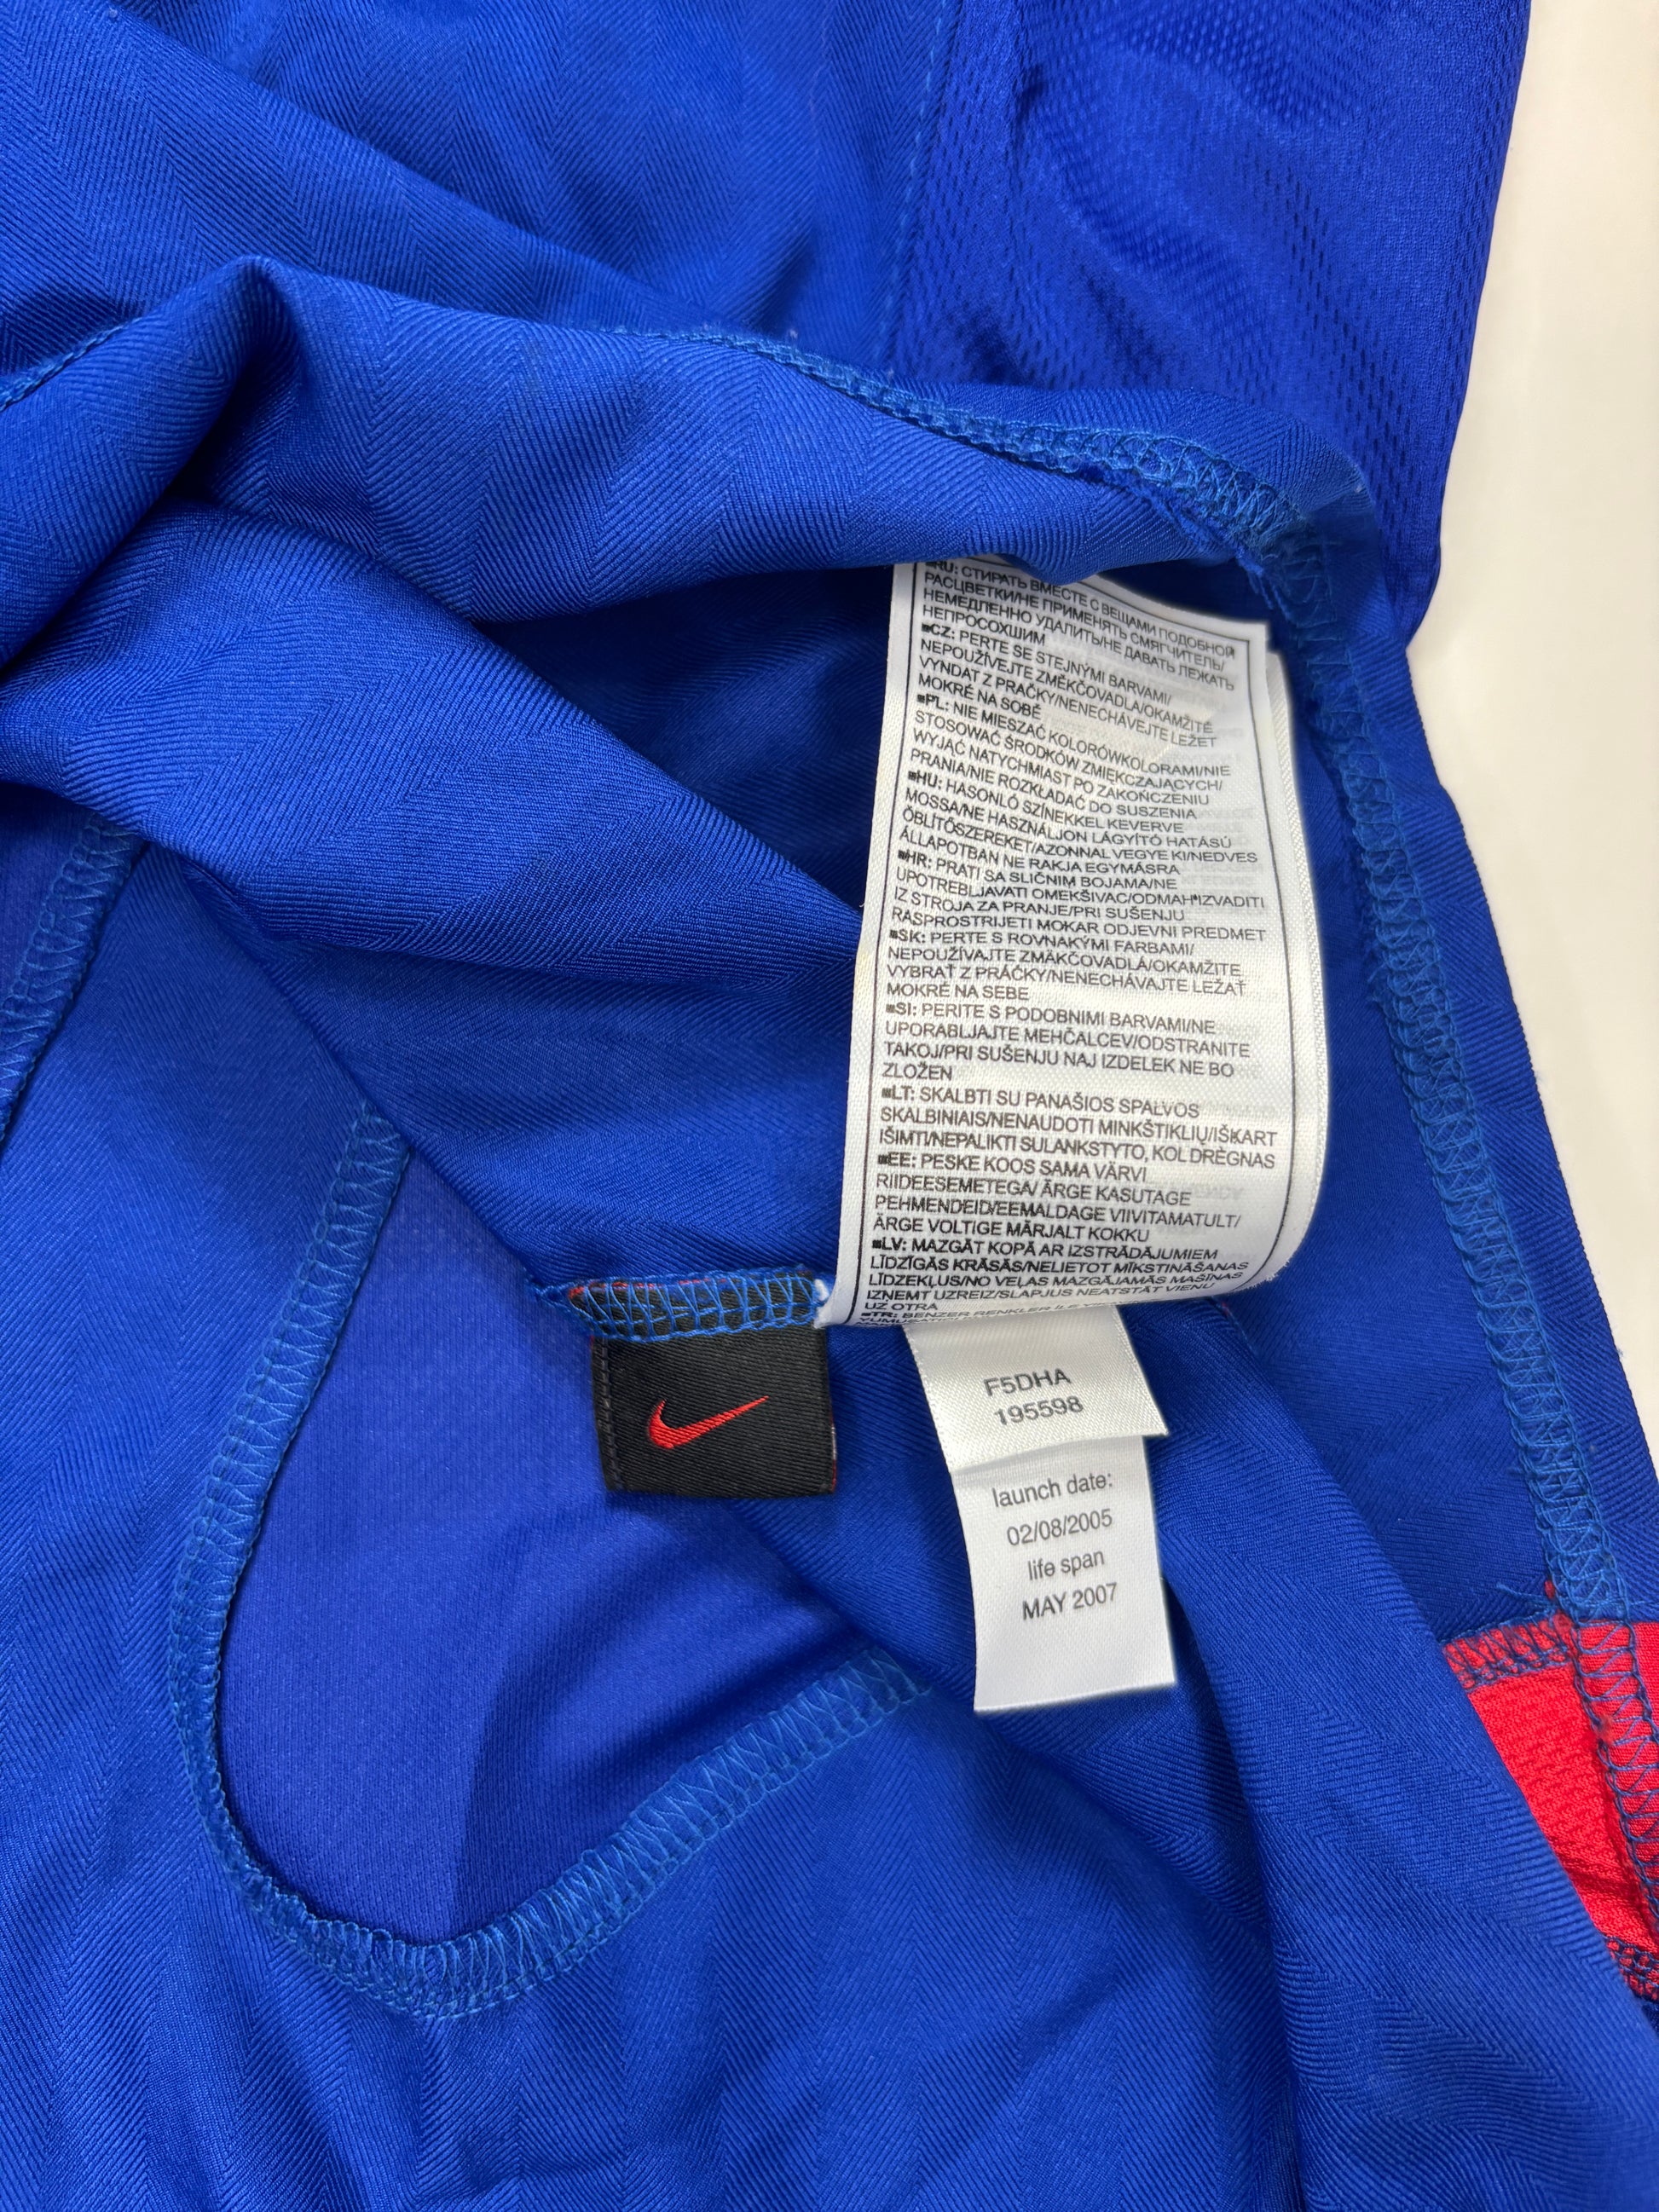 ■RU: СТИРАТЬ ВМЕСТЕ С ВЕЩАМИ ПОДОБНОЙ
РАСЦВЕТКИ/НЕ ПРИМЕНЯТЬ СМЯГЧИТЕЛЬ/
НЕМЕДЛЕННО УДАЛИТЬ/НЕ ДАВАТЬ ЛЕЖАТЬ
НЕПРОСОХШИМ
■CZ: PERTE SE STEJNÝMI BARVAMI/
NEPOUŽÍVEJTE ZMĚKČOVADLA/OKAMŽITĚ
VYNDAT Z PRAČKY/NENECHÁVEJTE LEŽET
MOKRÉ NA SOBĚ
■PL: NIE MIESZAĆ KOLORÓWKOLORAMI/NIE
STOSOWAĆ ŚRODKÓW ZMIĘKCZAJĄCYCH/
WYJĄĆ NATYCHMIAST PO ZAKOŃCZENIU
PRANIA/NIE ROZKŁADAĆ DO SUSZENIA
■HU: HASONLÓ SZÍNEKKEL KEVERVE
MOSSA/NE HASZNÁLJON LÁGYÍTÓ HATÁSÚ
ÖBLÍTŐSZEREKET/AZONNAL VEGYE KI/NEDVES
ÁLLAPOTBAN NE RAKJA EGYMÁSRA
■HR: PRATI SA SLIČNIM BOJAMA/NE
UPOTREBLJAVATI OMEKŠIVAC/ODMAH*IZVADITI
IZ STROJA ZA PRANJE/PRI SUŠENJU
RASPROSTRIJETI MOKAR ODJEVNI PREDMET
■SK: PERTE S ROVNAKÝMI FARBAMI/
NEPOUŽÍVAJTE ZMÄKČOVADLÁ/OKAMŽITE
VYBRAŤ Z PRÁČKY/NENECHÁVAJTE LEŽAŤ
MOKRÉ NA SEBE
■SI: PERITE S PODOBNIMI BARVAMI/NE
UPORABLJAJTE MEHČALCEV/ODSTRANITE
TAKOJ/PRI SUŠENJU NAJ IZDELEK NE BO
ZLOŽEN
■LT: SKALBTI SU PANAŠIOS SPALVOS
SKALBINIAIS/NENAUDOTI MINKŠTIKLIŲ/IŠKART
IŠIMTI/NEPALIKTI SULANKSTYTO, KOL DRĖGNAS
■EE: PESKE KOOS SAMA VÄRVI
RIIDEESEMETEGA/ ÄRGE KASUTAGE
PEHMENDEID/EEMALDAGE VIIVITAMATULT/
ÄRGE VOLTIGE MÄRJALT KOKKU
■LV: MAZGĀT KOPĀ AR IZSTRĀDĀJUMIEM
LĪDZĪGĀS KRĀSĀS/NELIETOT MĪKSTINĀŠANAS
LĪDZEKĻUS/NO VEĻAS MAZGĀJAMĀS MAŠĪNAS
IZŅEMT UZREIZ/SLAPJUS NEATSTĀT VIENU
UZ OTRA
■TR: BENZER RENKLER İLE
F5DHA
195598
launch date:
02/08/2005
life span
MAY 2007